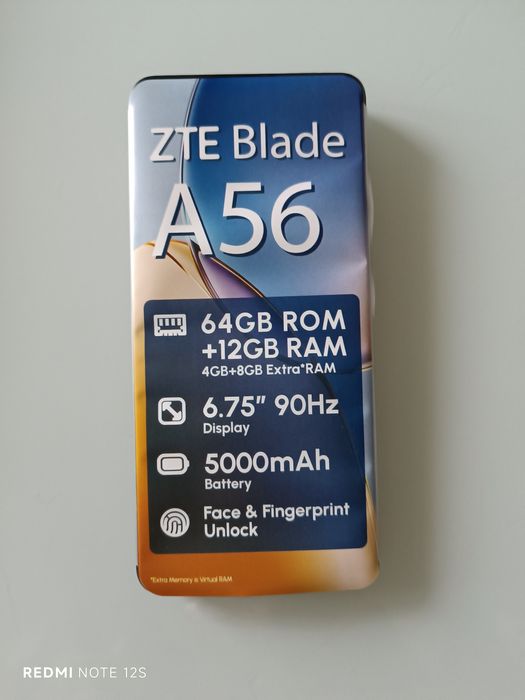 ZTE Blade
A56
64GB ROM
+12GB RAM
4GB+8GB Extra*RAM
6.75" 90Hz
Display
5000mAh
Battery
Face & Fingerprint
Unlock
*Extra Memory is Virtual RAM
REDMI NOTE 12S